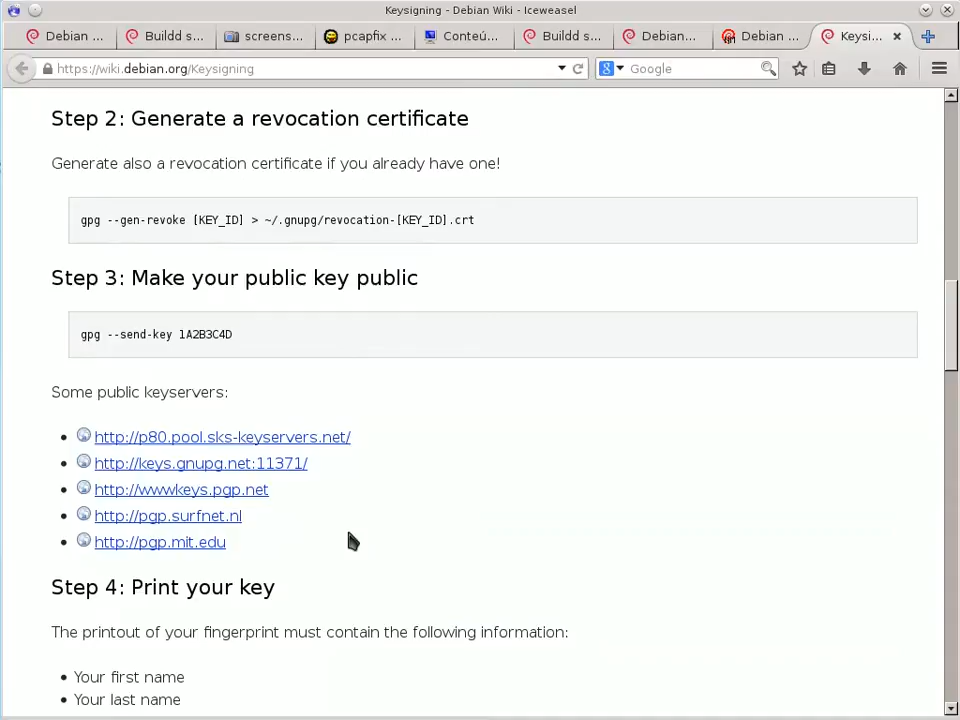 Keysigning - Debian Wiki - Iceweasel
Debian ...
Buildd s...
screens...
pcapfix ...
Conteú...
Buildd s...
Debian...
Debian ...
Keysi...
https://wiki.debian.org/Keysigning
Google
Step 2: Generate a revocation certificate
Generate also a revocation certificate if you already have one!
gpg --gen-revoke [KEY_ID] > ~/.gnupg/revocation-[KEY_ID].crt
Step 3: Make your public key public
gpg --send-key 1A2B3C4D
Some public keyservers:
http://p80.pool.sks-keyservers.net/
http://keys.gnupg.net:11371/
http://wwwkeys.pgp.net
http://pgp.surfnet.nl
http://pgp.mit.edu
Step 4: Print your key
The printout of your fingerprint must contain the following information:
Your first name
Your last name